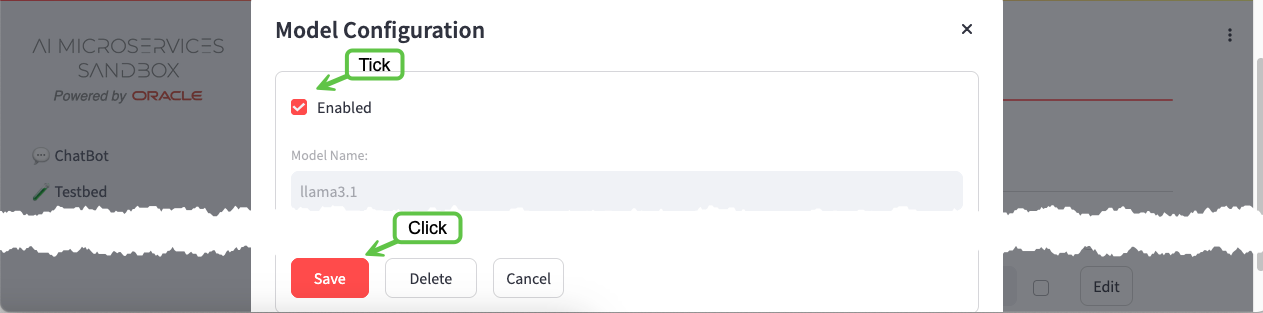 Model Configuration
AI MICROSERVICES
SANDBOX
Powered by ORACLE
Tick
Enabled
ChatBot
Model Name:
Testbed
llama3.1
Click
Save
Delete
Cancel
Edit